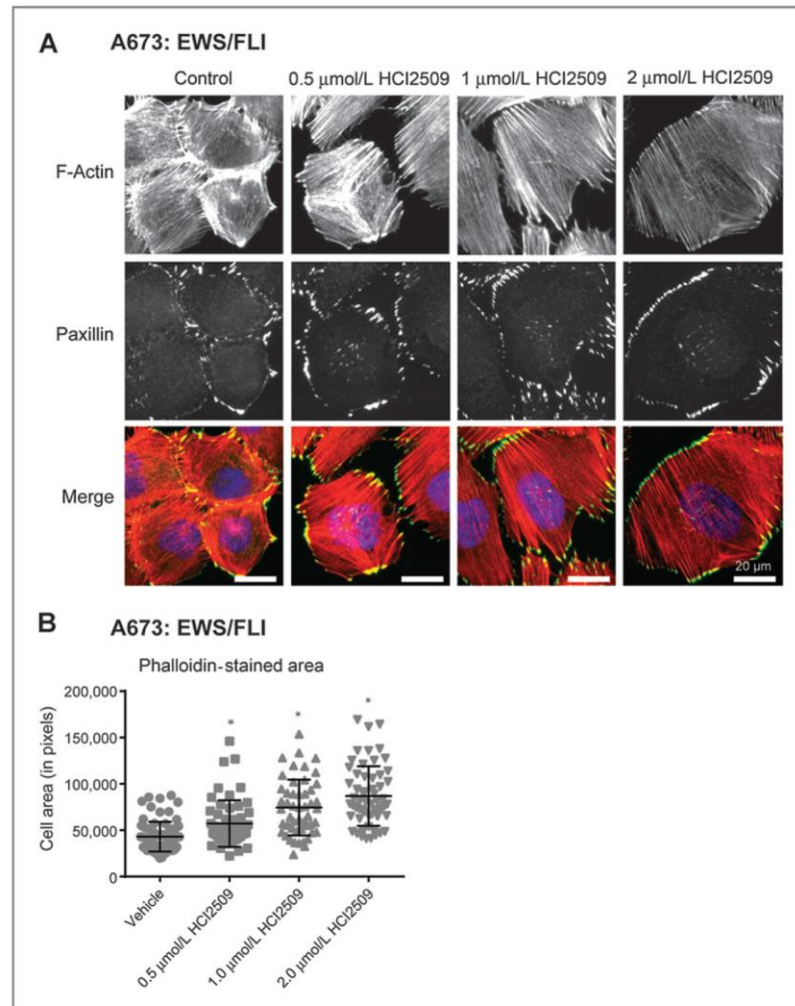 A A673: EWS/FLI
Control 0.5 μmol/L HCI2509 1 μmol/L HCI2509 2 μmol/L HCI2509
F-Actin
Paxillin
Merge
20 μm
B A673: EWS/FLI
Phalloidin-stained area
Cell area (in pixels)
200,000
150,000
100,000
50,000
0
* * *
Vehicle
0.5 μmol/L HCI2509
1.0 μmol/L HCI2509
2.0 μmol/L HCI2509